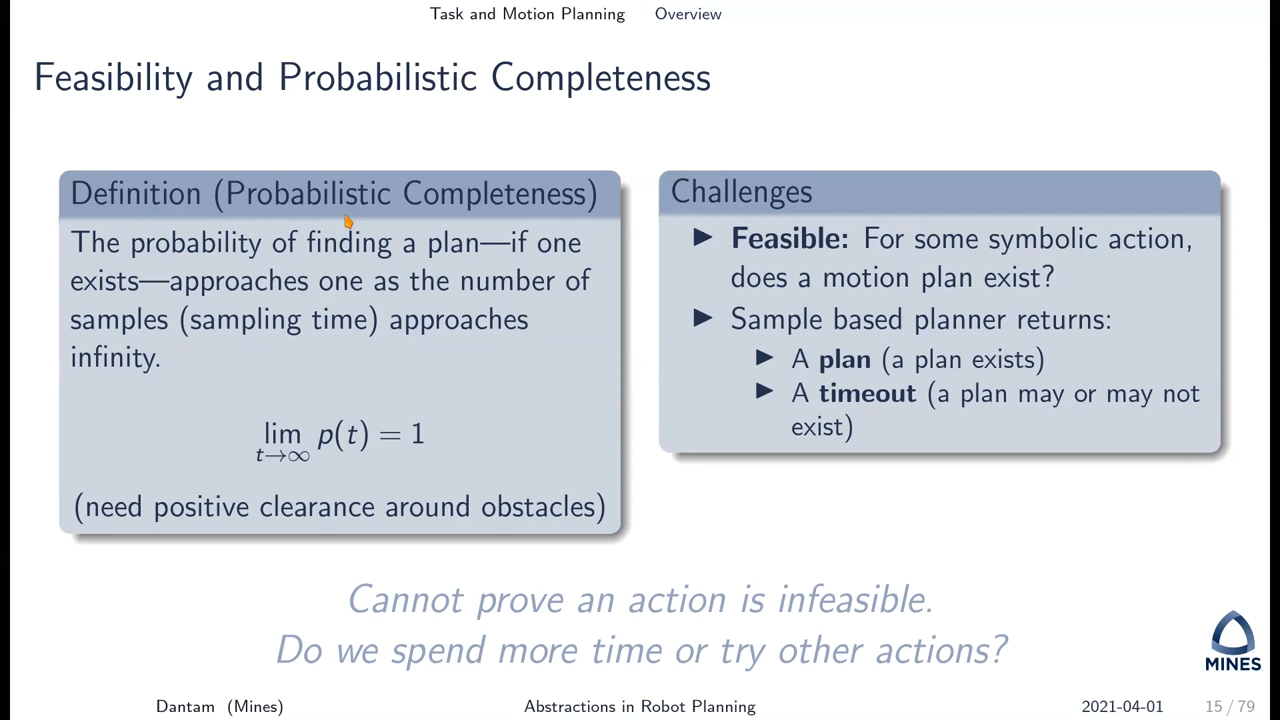 Task and Motion Planning Overview
Feasibility and Probabilistic Completeness
Definition (Probabilistic Completeness)
The probability of finding a plan—if one
exists—approaches one as the number of
samples (sampling time) approaches
infinity.
lim p(t) = 1
t→∞
(need positive clearance around obstacles)
Challenges
▶ Feasible: For some symbolic action,
does a motion plan exist?
▶ Sample based planner returns:
▶ A plan (a plan exists)
▶ A timeout (a plan may or may not
exist)
Cannot prove an action is infeasible.
Do we spend more time or try other actions?
MINES
Dantam (Mines) Abstractions in Robot Planning 2021-04-01 15 / 79